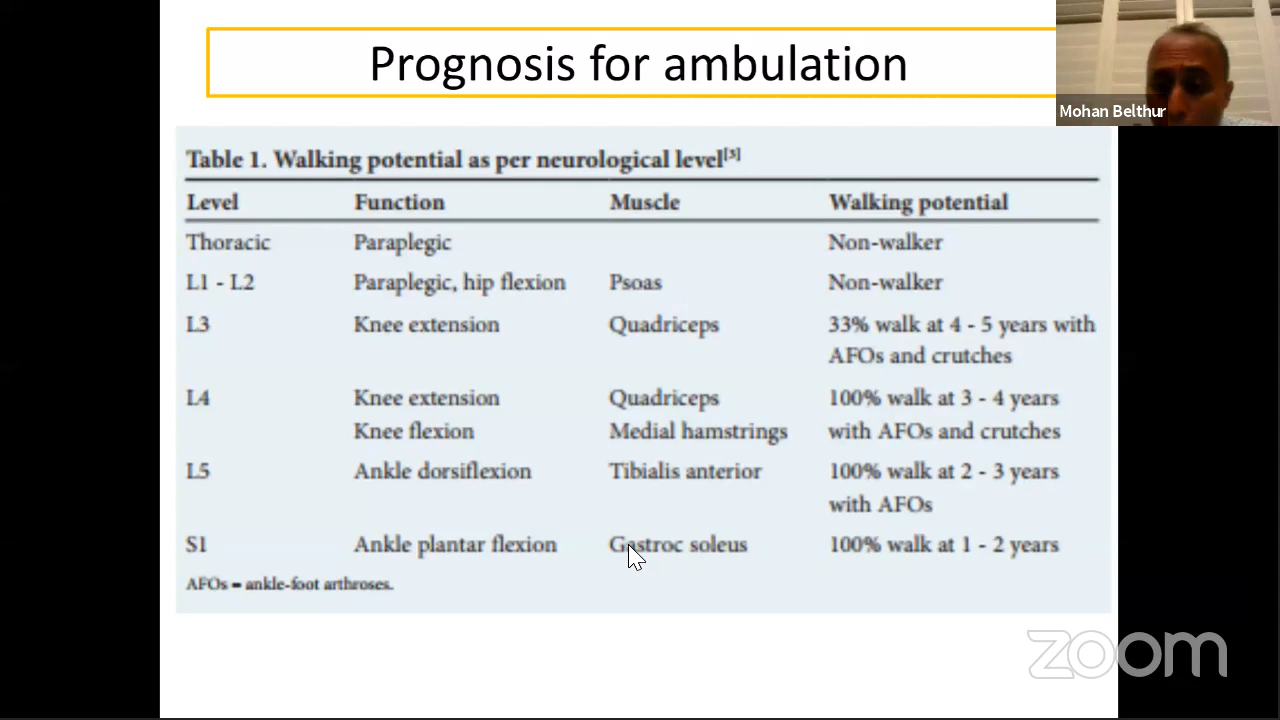 Prognosis for ambulation
Mohan Belthur
Table 1. Walking potential as per neurological level[3]
Level Function Muscle Walking potential
Thoracic Paraplegic Non-walker
L1 - L2 Paraplegic, hip flexion Psoas Non-walker
L3 Knee extension Quadriceps 33% walk at 4 - 5 years with
AFOs and crutches
L4 Knee extension Quadriceps 100% walk at 3 - 4 years
Knee flexion Medial hamstrings with AFOs and crutches
L5 Ankle dorsiflexion Tibialis anterior 100% walk at 2 - 3 years
with AFOs
S1 Ankle plantar flexion Gastroc soleus 100% walk at 1 - 2 years
AFOs = ankle-foot arthroses.
zoom